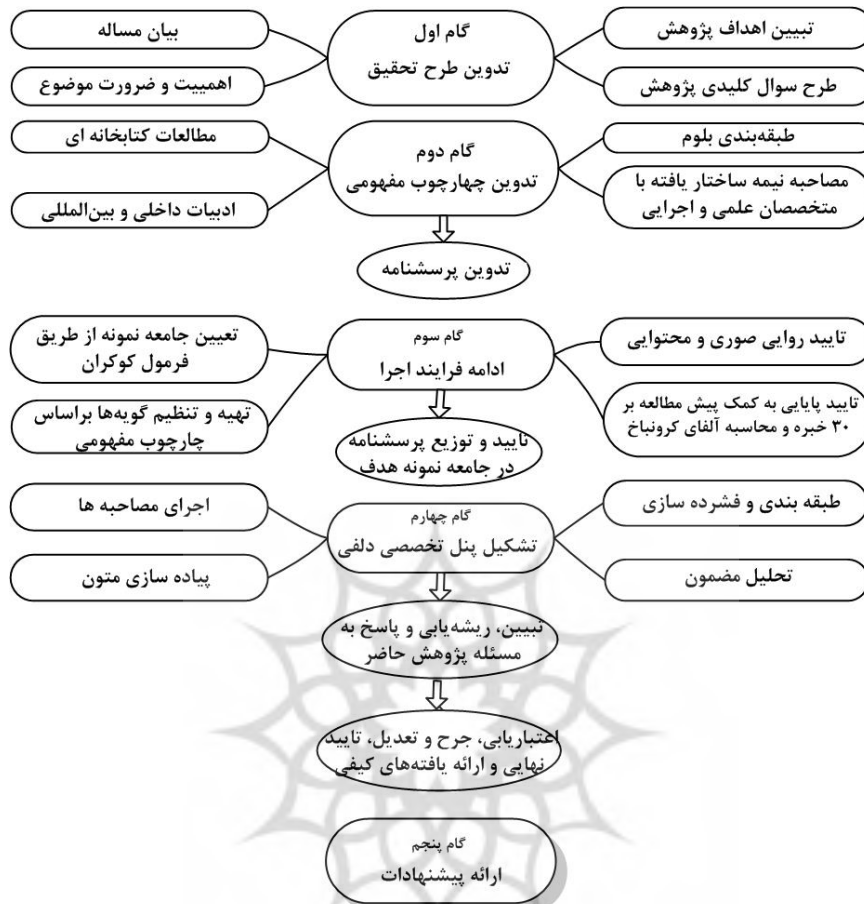 گام اول
تدوین طرح تحقیق
تبیین اهداف پژوهش
طرح سوال کلیدی پژوهش
بیان مساله
اهمییت و ضرورت موضوع
گام دوم
تدوین چهارچوب مفهومی
طبقه‌بندی بلوم
مصاحبه نیمه ساختار یافته با
متخصصان علمی و اجرایی
مطالعات کتابخانه ای
ادبیات داخلی و بین‌المللی
تدوین پرسشنامه
گام سوم
ادامه فرایند اجرا
تایید روایی صوری و محتوایی
تایید پایایی به کمک پیش مطالعه بر
۳۰ خبره و محاسبه آلفای کرونباخ
تعیین جامعه نمونه از طریق
فرمول کوکران
تهیه و تنظیم گویه‌ها براساس
چارچوب مفهومی
تایید و توزیع پرسشنامه
در جامعه نمونه هدف
گام چهارم
تشکیل پنل تخصصی دلفی
طبقه بندی و فشرده سازی
تحلیل مضمون
اجرای مصاحبه ها
پیاده سازی متون
تبیین، ریشه‌یابی و پاسخ به
مسئله پژوهش حاضر
اعتباریابی، جرح و تعدیل، تایید
نهایی و ارائه یافته‌های کیفی
گام پنجم
ارائه پیشنهادات